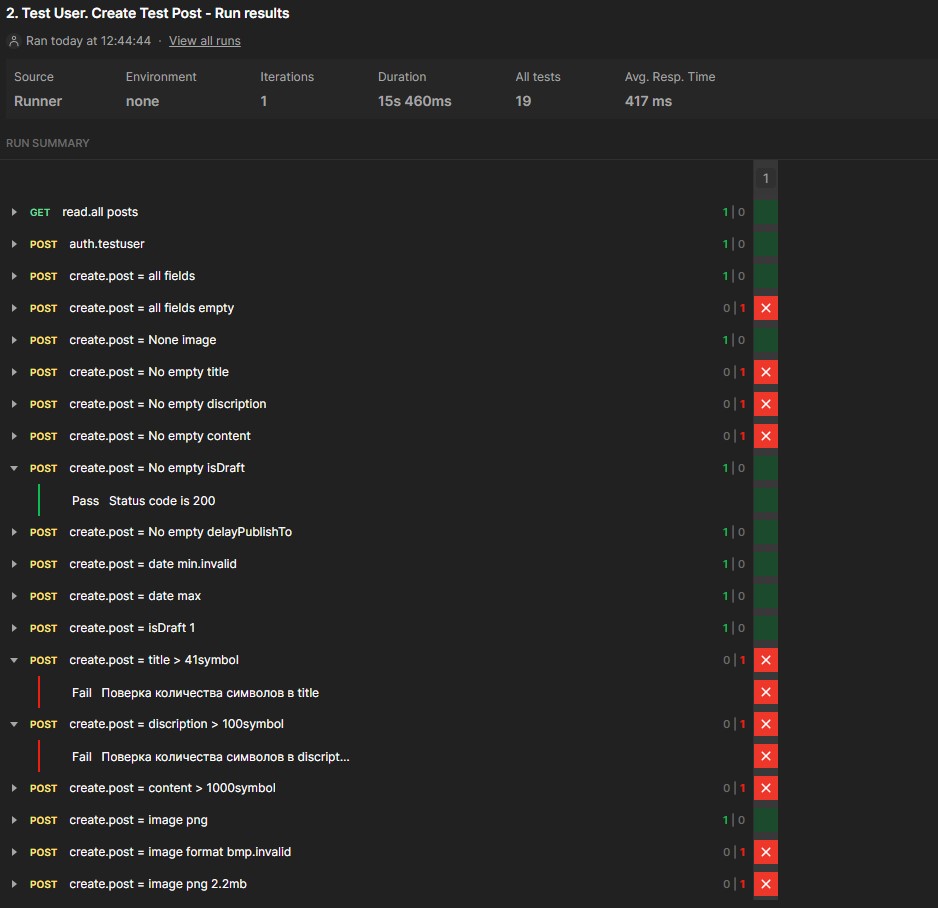 2. Test User. Create Test Post - Run results
Ran today at 12:44:44 · View all runs
Source Environment Iterations Duration All tests Avg. Resp. Time
Runner none 1 15s 460ms 19 417 ms
RUN SUMMARY
1
GET read.all posts 1 | 0
POST auth.testuser 1 | 0
POST create.post = all fields 1 | 0
POST create.post = all fields empty 0 | 1
POST create.post = None image 1 | 0
POST create.post = No empty title 0 | 1
POST create.post = No empty discription 0 | 1
POST create.post = No empty content 0 | 1
POST create.post = No empty isDraft 1 | 0
Pass Status code is 200
POST create.post = No empty delayPublishTo 1 | 0
POST create.post = date min.invalid 1 | 0
POST create.post = date max 1 | 0
POST create.post = isDraft 1 1 | 0
POST create.post = title > 41symbol 0 | 1
Fail Поверка количества символов в title
POST create.post = discription > 100symbol 0 | 1
Fail Поверка количества символов в discript...
POST create.post = content > 1000symbol 0 | 1
POST create.post = image png 1 | 0
POST create.post = image format bmp.invalid 0 | 1
POST create.post = image png 2.2mb 0 | 1